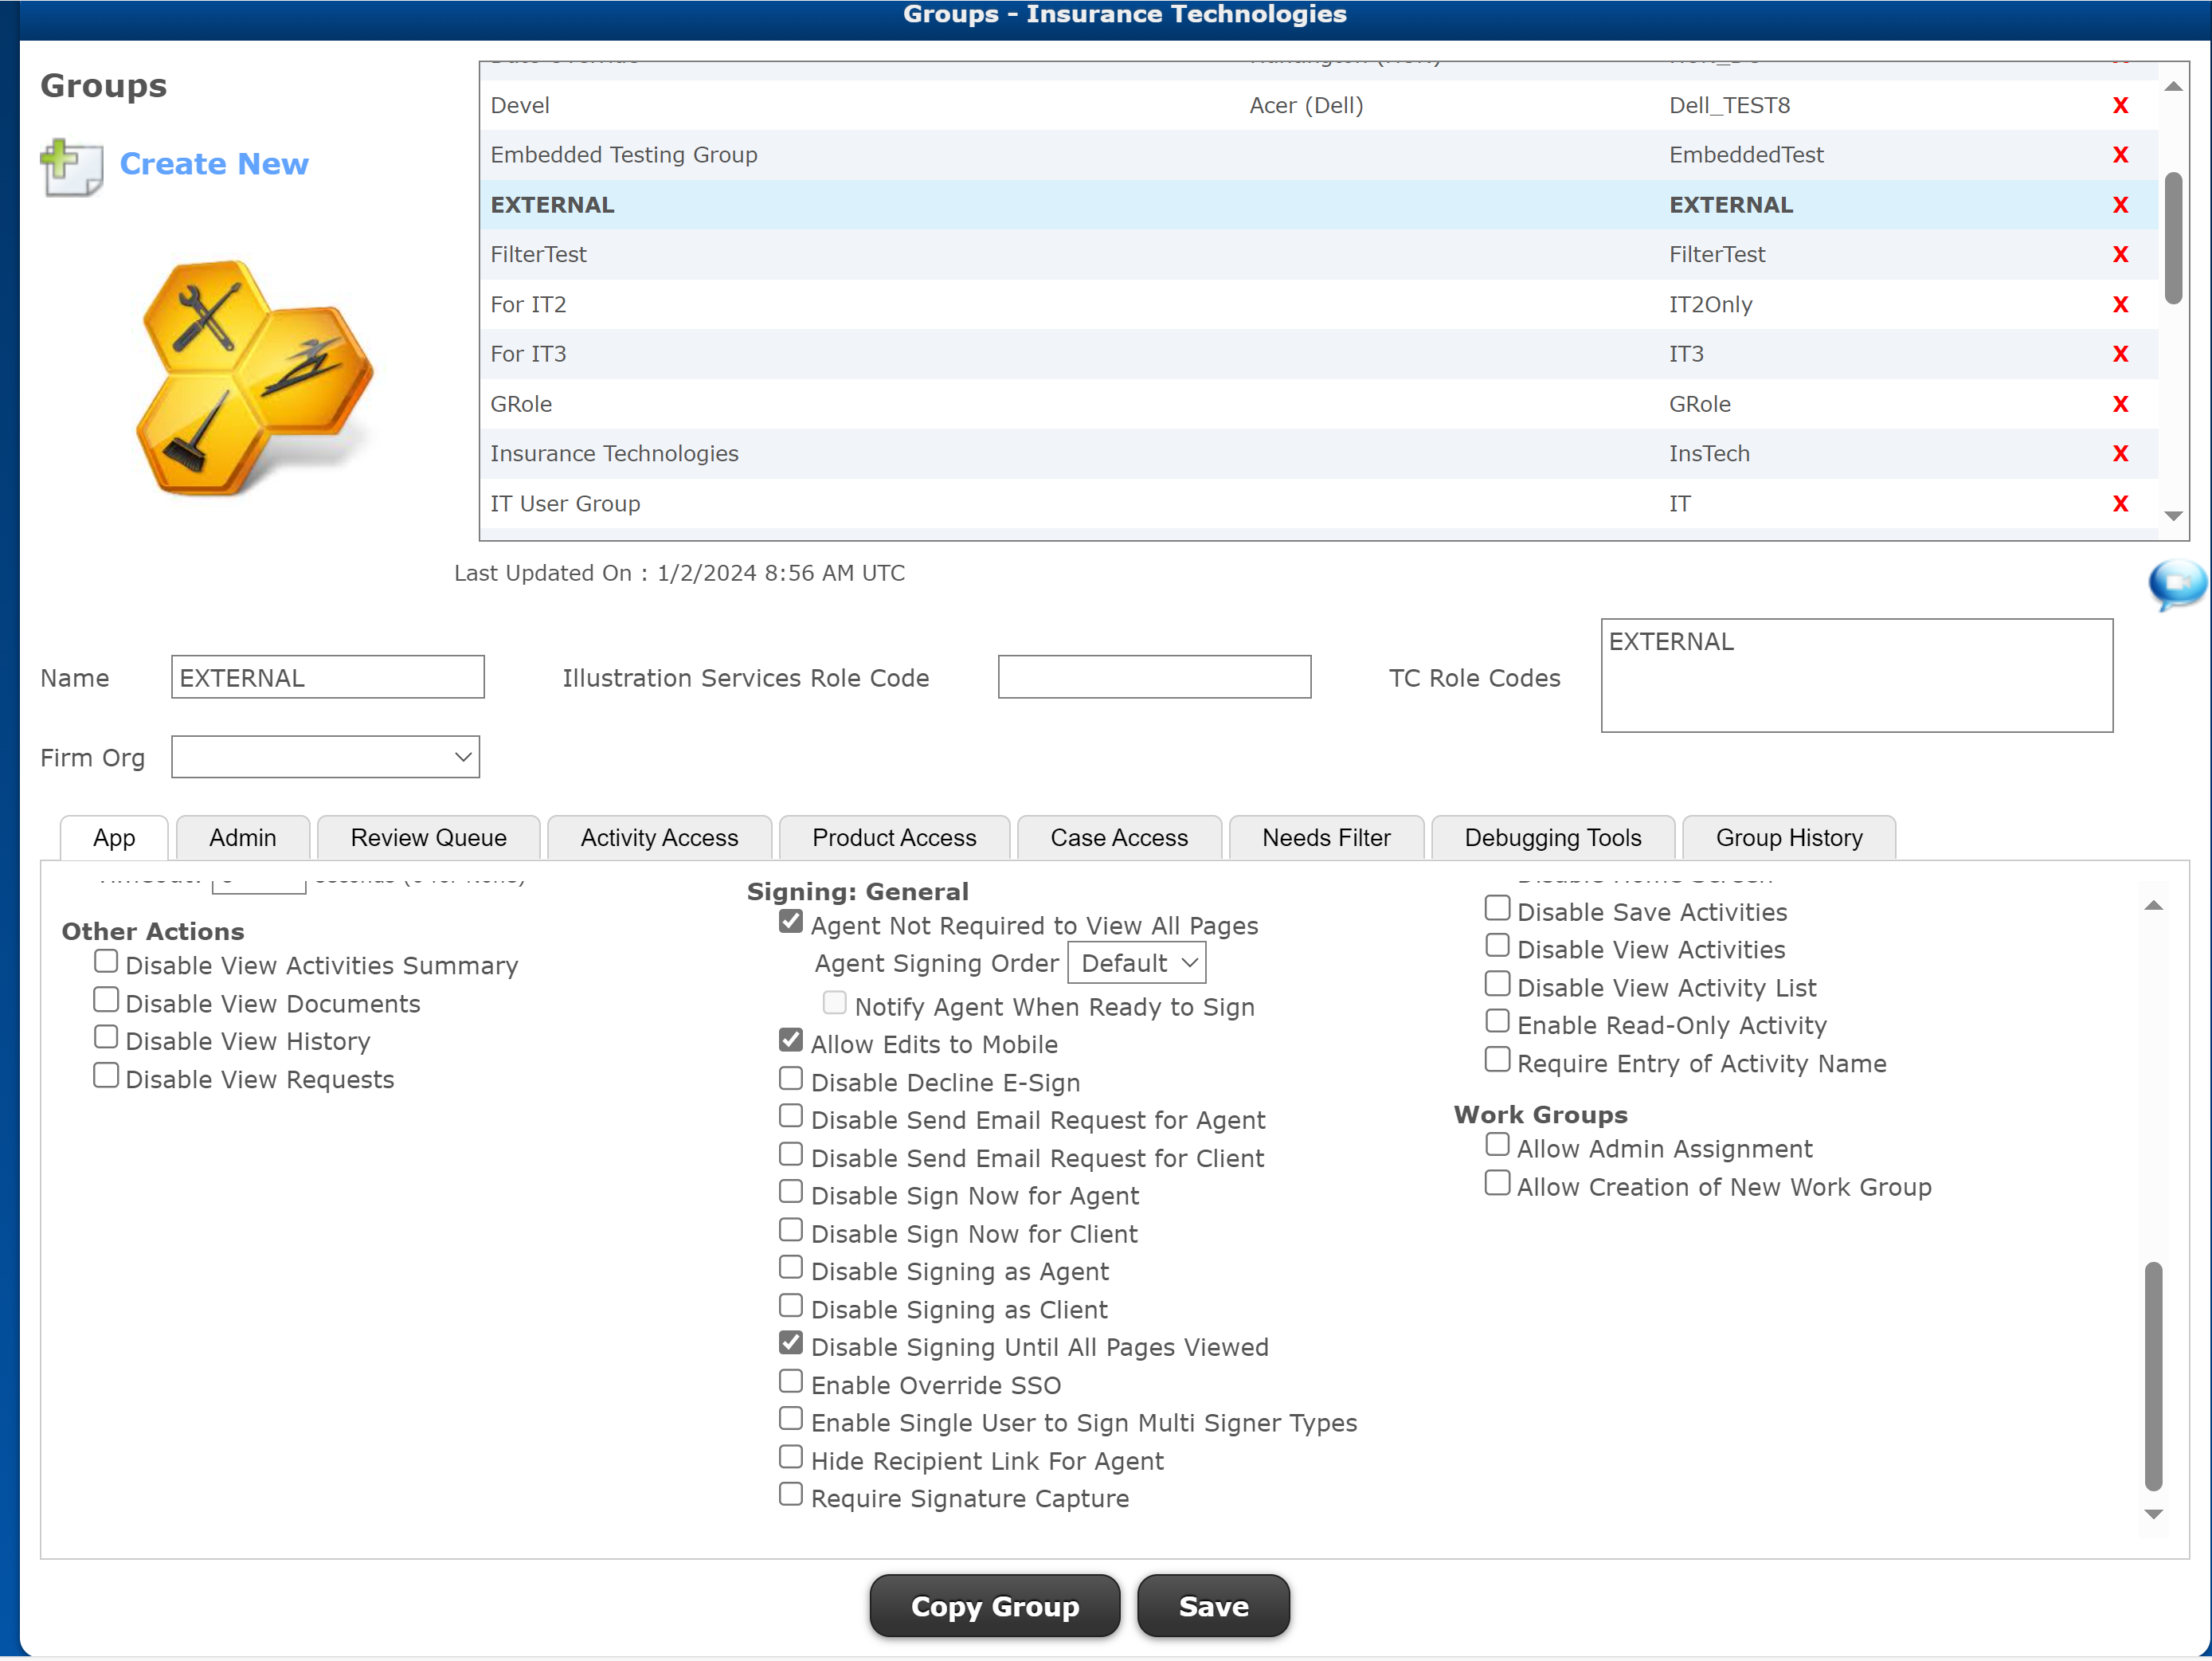 Groups - Insurance Technologies
Groups
Create New
Devel Acer (Dell) Dell_TEST8 X
Embedded Testing Group EmbeddedTest X
EXTERNAL EXTERNAL X
FilterTest FilterTest X
For IT2 IT2Only X
For IT3 IT3 X
GRole GRole X
Insurance Technologies InsTech X
IT User Group IT X
Last Updated On : 1/2/2024 8:56 AM UTC
Name EXTERNAL Illustration Services Role Code TC Role Codes EXTERNAL
Firm Org
App Admin Review Queue Activity Access Product Access Case Access Needs Filter Debugging Tools Group History
Other Actions
Disable View Activities Summary
Disable View Documents
Disable View History
Disable View Requests
Signing: General
Agent Not Required to View All Pages
Agent Signing Order Default
Notify Agent When Ready to Sign
Allow Edits to Mobile
Disable Decline E-Sign
Disable Send Email Request for Agent
Disable Send Email Request for Client
Disable Sign Now for Agent
Disable Sign Now for Client
Disable Signing as Agent
Disable Signing as Client
Disable Signing Until All Pages Viewed
Enable Override SSO
Enable Single User to Sign Multi Signer Types
Hide Recipient Link For Agent
Require Signature Capture
Disable Save Activities
Disable View Activities
Disable View Activity List
Enable Read-Only Activity
Require Entry of Activity Name
Work Groups
Allow Admin Assignment
Allow Creation of New Work Group
Copy Group Save